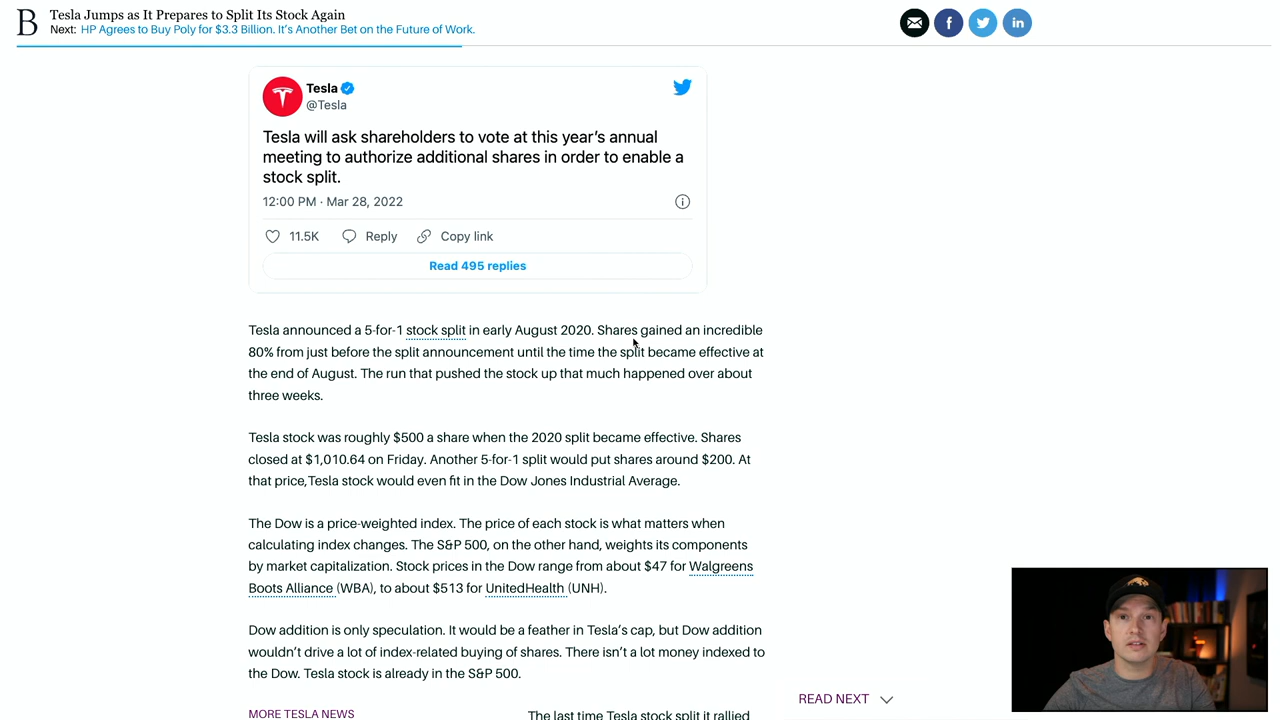 B
Tesla Jumps as It Prepares to Split Its Stock Again
Next: HP Agrees to Buy Poly for $3.3 Billion. It's Another Bet on the Future of Work.
Tesla
@Tesla
Tesla will ask shareholders to vote at this year's annual
meeting to authorize additional shares in order to enable a
stock split.
12:00 PM · Mar 28, 2022
11.5K Reply Copy link
Read 495 replies
Tesla announced a 5-for-1 stock split in early August 2020. Shares gained an incredible
80% from just before the split announcement until the time the split became effective at
the end of August. The run that pushed the stock up that much happened over about
three weeks.
Tesla stock was roughly $500 a share when the 2020 split became effective. Shares
closed at $1,010.64 on Friday. Another 5-for-1 split would put shares around $200. At
that price,Tesla stock would even fit in the Dow Jones Industrial Average.
The Dow is a price-weighted index. The price of each stock is what matters when
calculating index changes. The S&P 500, on the other hand, weights its components
by market capitalization. Stock prices in the Dow range from about $47 for Walgreens
Boots Alliance (WBA), to about $513 for UnitedHealth (UNH).
Dow addition is only speculation. It would be a feather in Tesla's cap, but Dow addition
wouldn't drive a lot of index-related buying of shares. There isn't a lot money indexed to
the Dow. Tesla stock is already in the S&P 500.
MORE TESLA NEWS
The last time Tesla stock split it rallied
READ NEXT